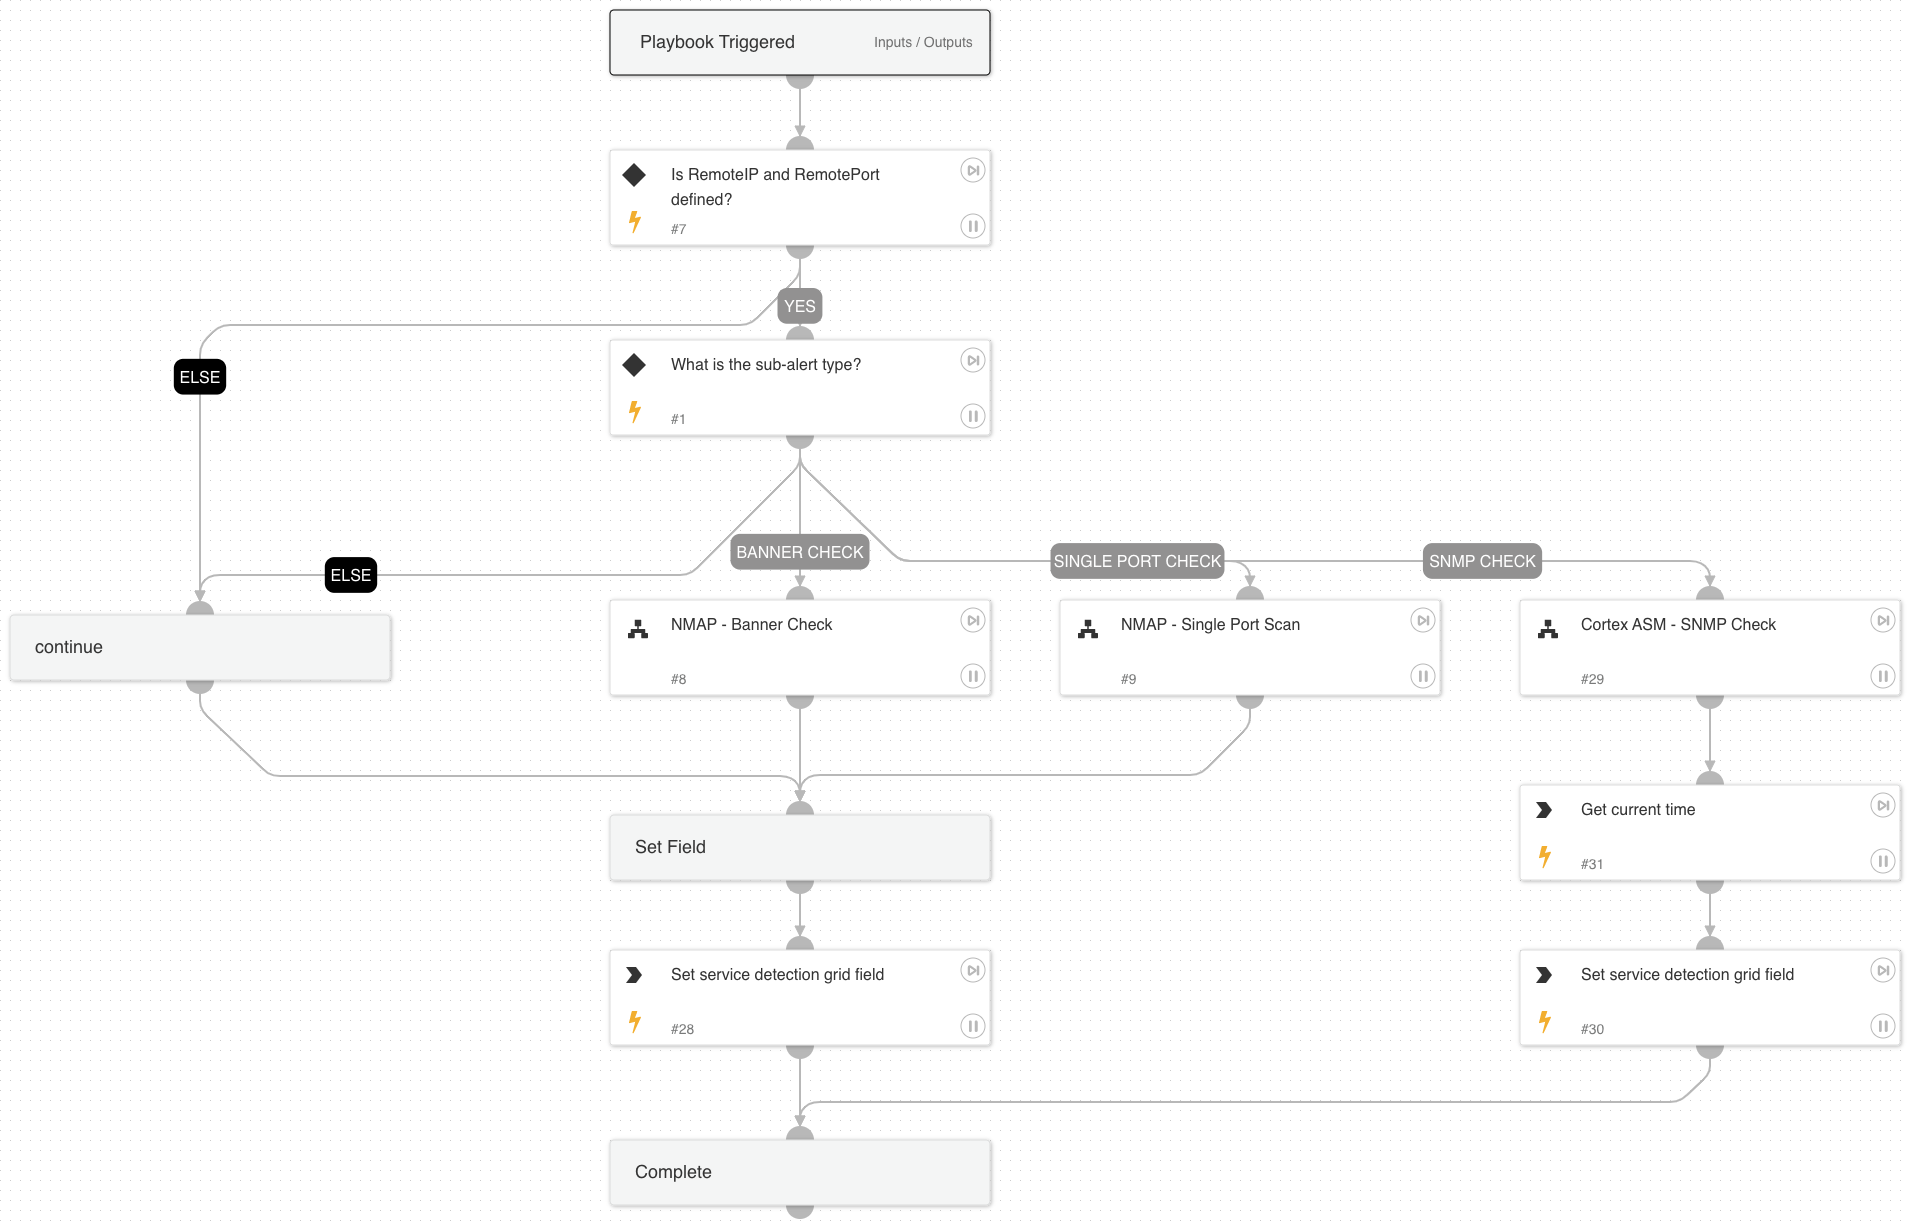 Playbook Triggered
Inputs / Outputs
Is RemoteIP and RemotePort
defined?
#7
YES
ELSE
What is the sub-alert type?
#1
ELSE
BANNER CHECK
SINGLE PORT CHECK
SNMP CHECK
continue
NMAP - Banner Check
#8
NMAP - Single Port Scan
#9
Cortex ASM - SNMP Check
#29
Get current time
#31
Set Field
Set service detection grid field
#28
Set service detection grid field
#30
Complete